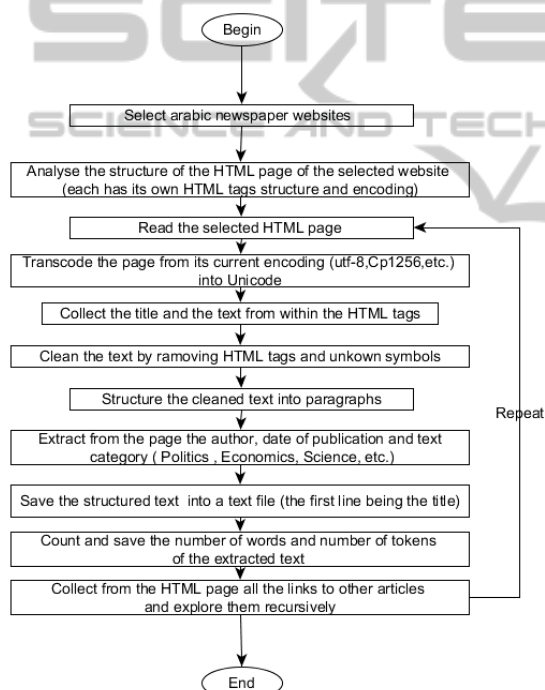 SCITE
Begin
Select arabic newspaper websites
SCIENCE AND TECH
Analyse the structure of the HTML page of the selected website
(each has its own HTML tags structure and encoding)
Read the selected HTML page
Transcode the page from its current encoding (utf-8,Cp1256,etc.)
into Unicode
Collect the title and the text from within the HTML tags
Clean the text by ramoving HTML tags and unkown symbols
Structure the cleaned text into paragraphs
Repeat
Extract from the page the author, date of publication and text
category ( Politics , Economics, Science, etc.)
Save the structured text into a text file (the first line being the title)
Count and save the number of words and number of tokens
of the extracted text
Collect from the HTML page all the links to other articles
and explore them recursively
End